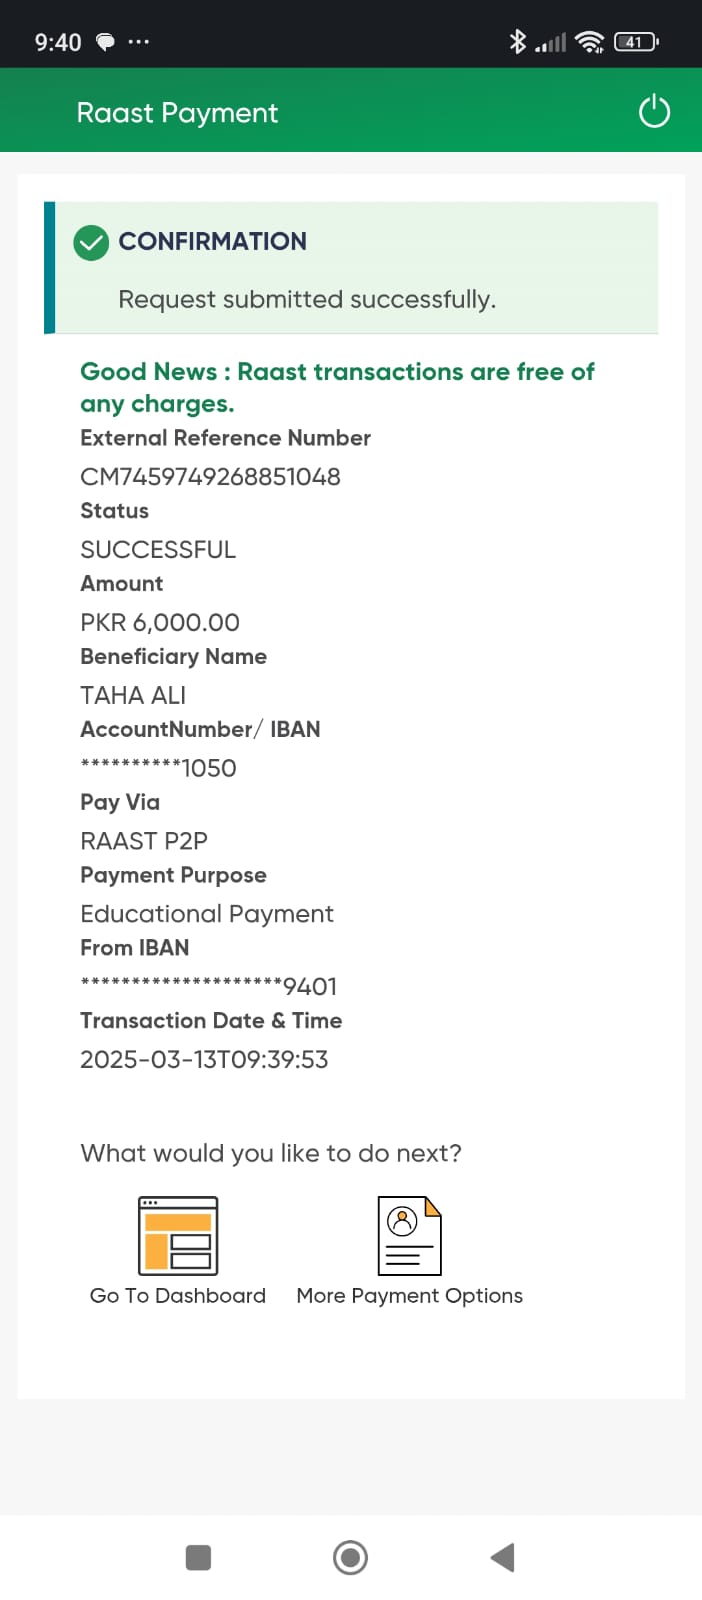 9:40
41
Raast Payment
CONFIRMATION
Request submitted successfully.
Good News : Raast transactions are free of
any charges.
External Reference Number
CM7459749268851048
Status
SUCCESSFUL
Amount
PKR 6,000.00
Beneficiary Name
TAHA ALI
AccountNumber/ IBAN
**********1050
Pay Via
RAAST P2P
Payment Purpose
Educational Payment
From IBAN
********************9401
Transaction Date & Time
2025-03-13T09:39:53
What would you like to do next?
Go To Dashboard More Payment Options